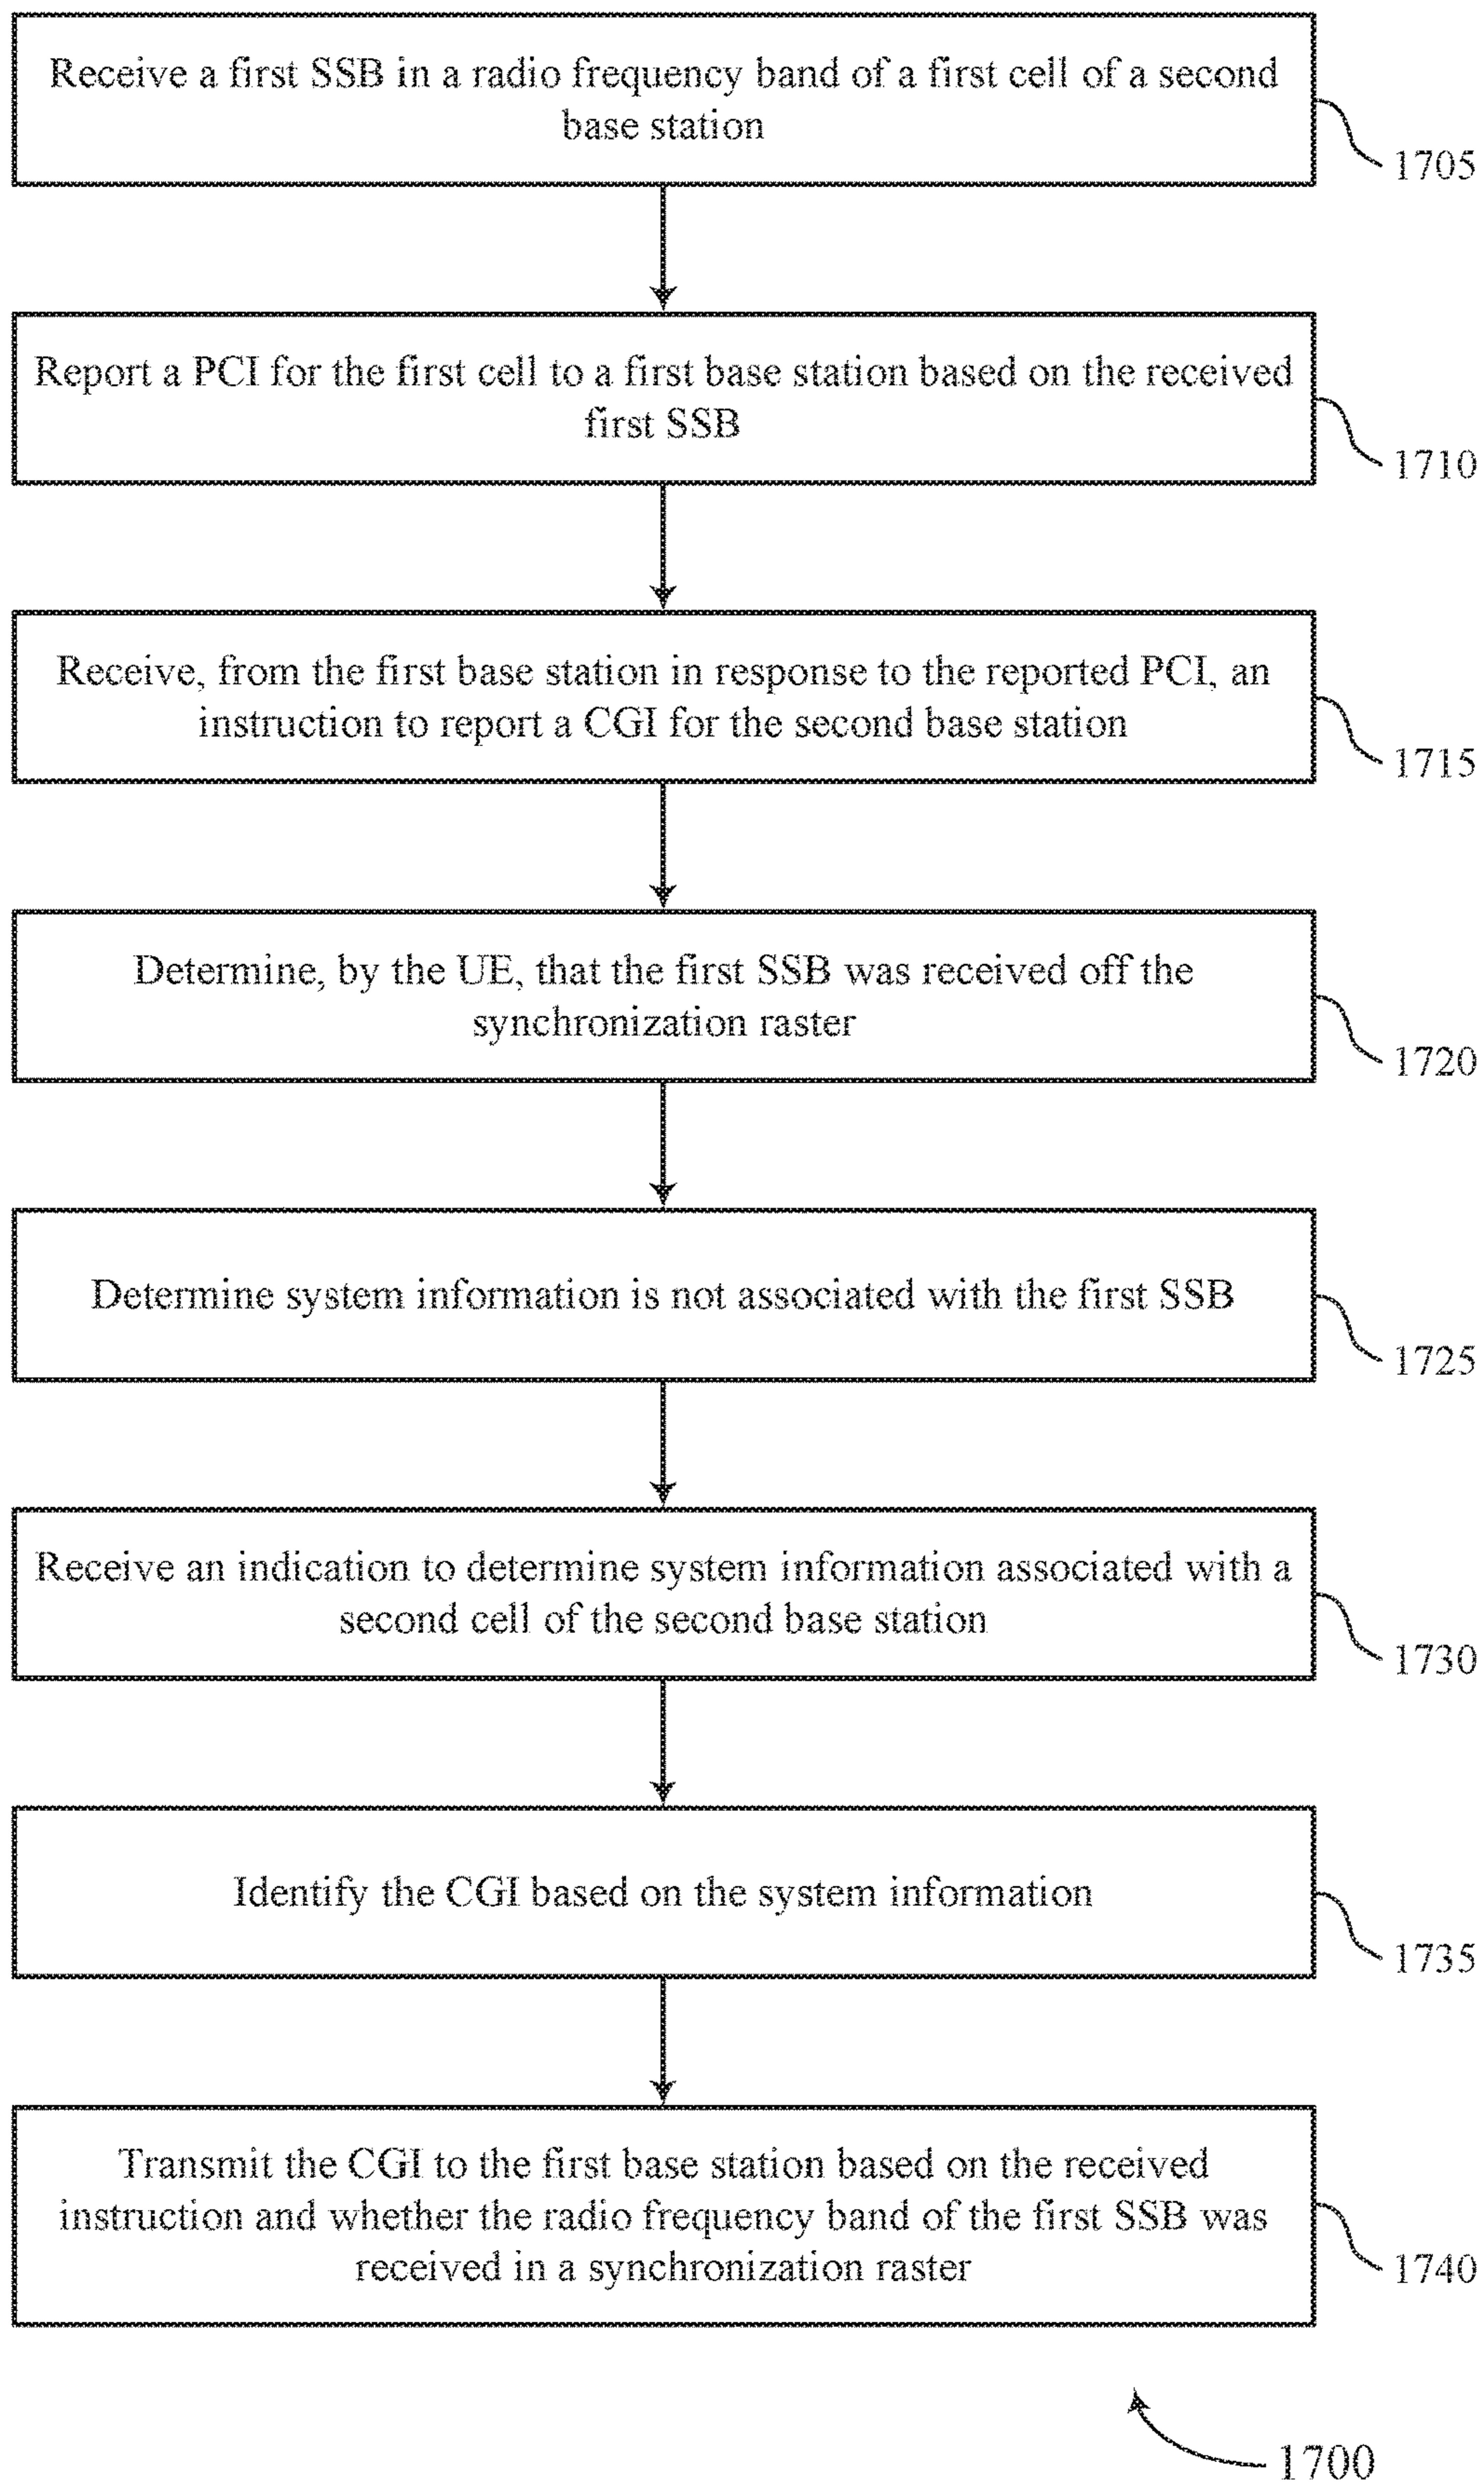 Receive a first SSB in a radio frequency band of a first cell of a second
base station
1705
Report a PCI for the first cell to a first base station based on the received
first SSB
1710
Receive, from the first base station in response to the reported PCI, an
instruction to report a CGI for the second base station
1715
Determine, by the UE, that the first SSB was received off the
synchronization raster
1720
Determine system information is not associated with the first SSB
1725
Receive an indication to determine system information associated with a
second cell of the second base station
1730
Identify the CGI based on the system information
1735
Transmit the CGI to the first base station based on the received
instruction and whether the radio frequency band of the first SSB was
received in a synchronization raster
1740
1700